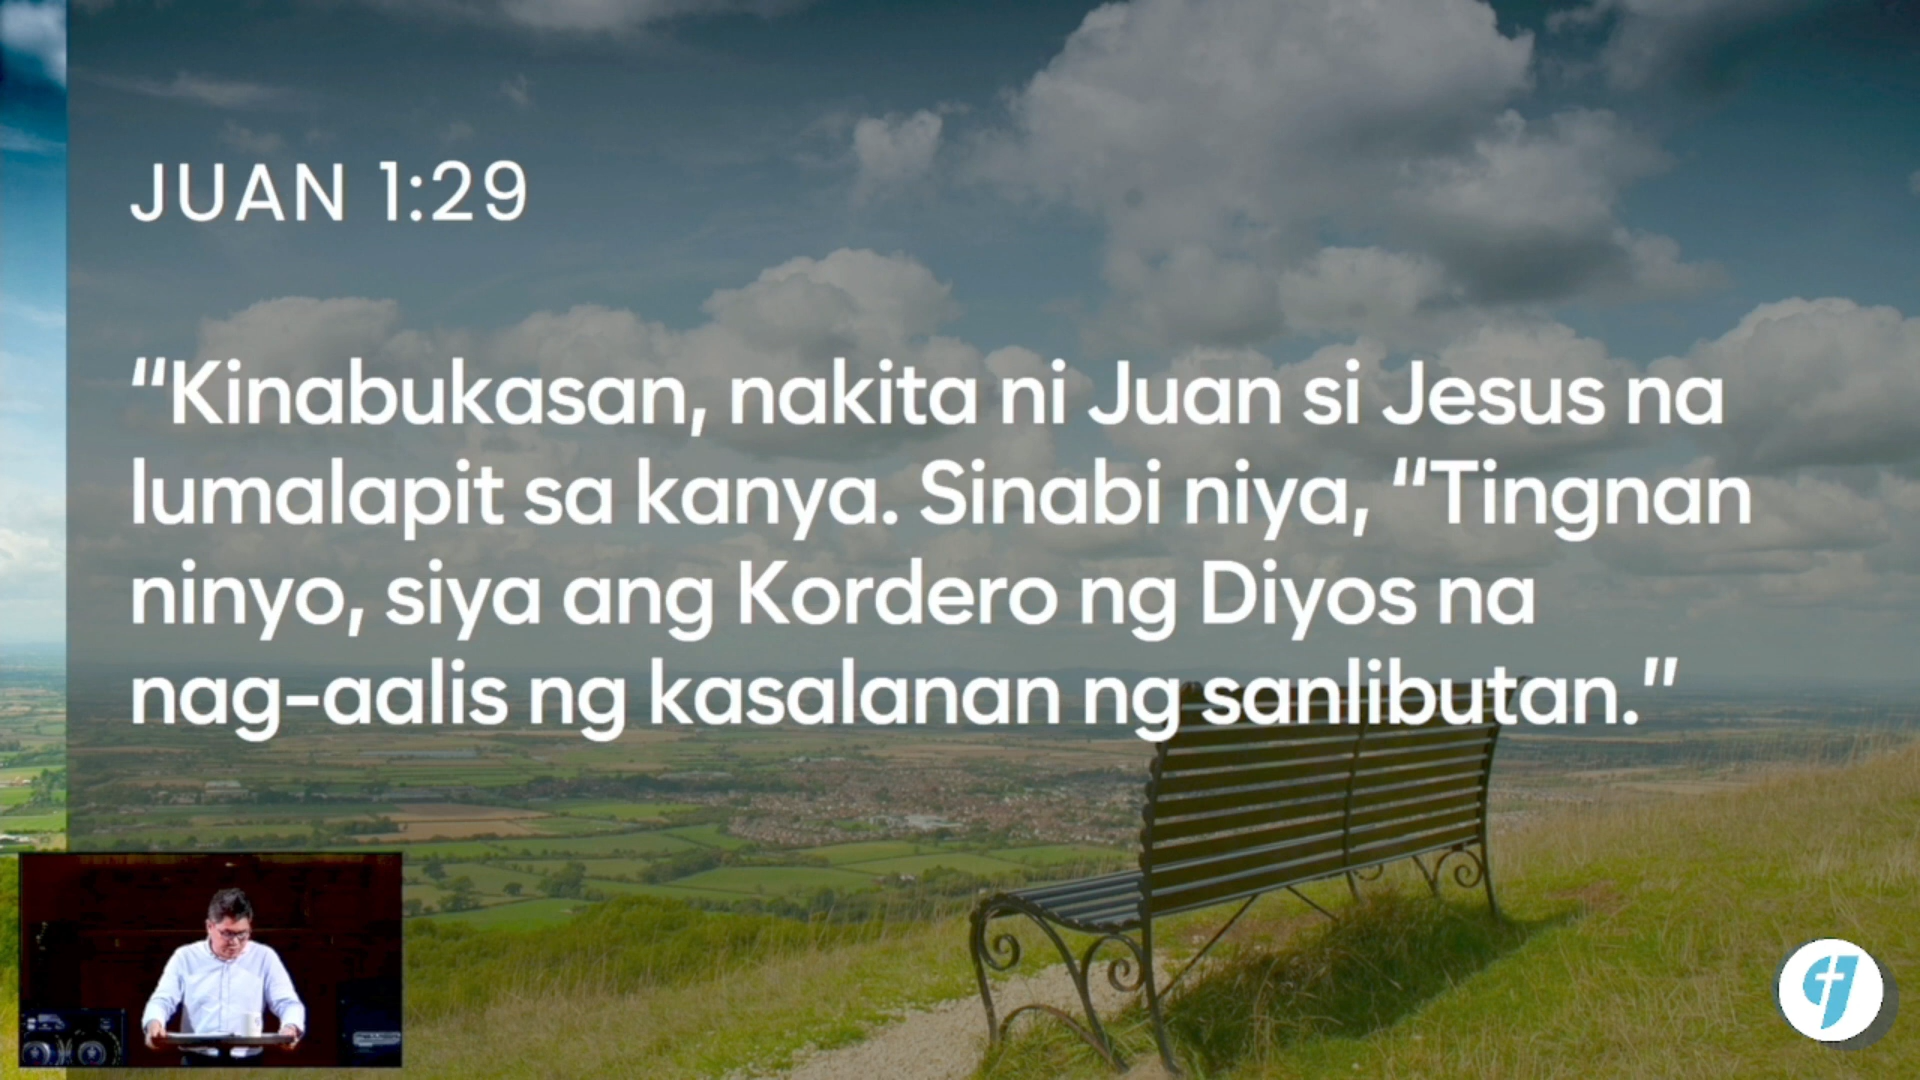 JUAN 1:29
“Kinabukasan, nakita ni Juan si Jesus na
lumalapit sa kanya. Sinabi niya, “Tingnan
ninyo, siya ang Kordero ng Diyos na
nag-aalis ng kasalanan ng sanlibutan.”